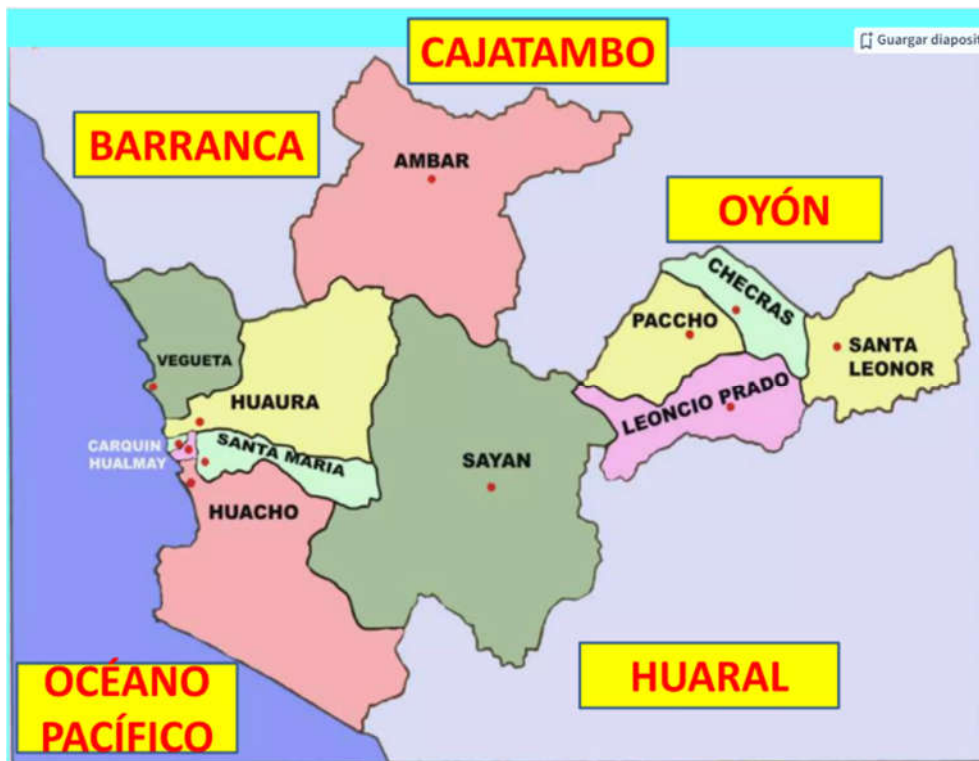 CAJATAMBO
Guargar diaposit
BARRANCA
AMBAR
OYÓN
CHECRAS
PACCHO
SANTA
LEONOR
VEGUETA
HUAURA
LEONCIO PRADO
CARQUIN
HUALMAY
SANTA MARIA
SAYAN
HUACHO
OCÉANO
PACÍFICO
HUARAL